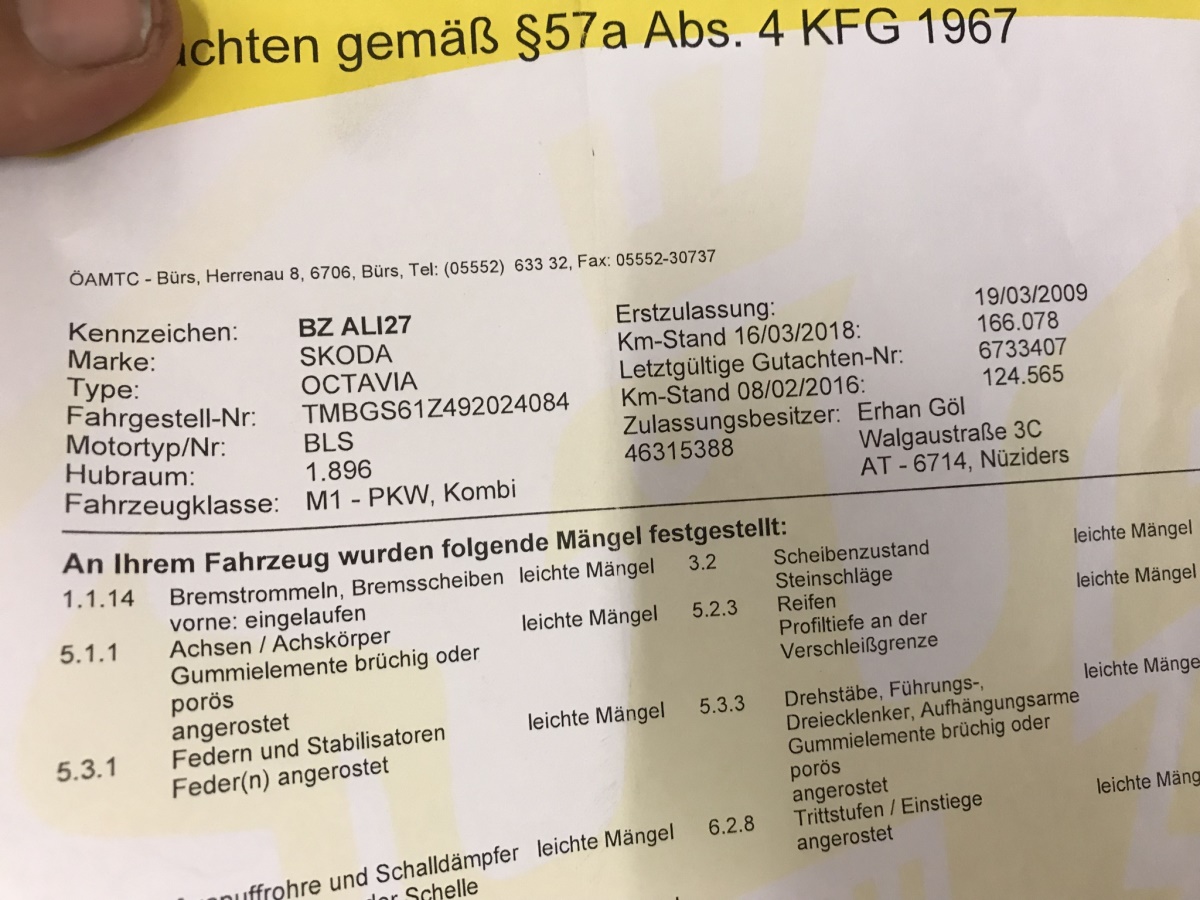 chten gemäß §57a Abs. 4 KFG 1967
ÖAMTC - Bürs, Herrenau 8, 6706, Bürs, Tel: (05552) 633 32, Fax: 05552-30737
Kennzeichen: BZ ALI27
Marke: SKODA
Type: OCTAVIA
Fahrgestell-Nr: TMBGS61Z492024084
Motortyp/Nr: BLS
Hubraum: 1.896
Fahrzeugklasse: M1 - PKW, Kombi
Erstzulassung: 19/03/2009
Km-Stand 16/03/2018: 166.078
Letztgültige Gutachten-Nr: 6733407
Km-Stand 08/02/2016: 124.565
Zulassungsbesitzer: Erhan Göl
46315388 Walgaustraße 3C
AT - 6714, Nüziders
An Ihrem Fahrzeug wurden folgende Mängel festgestellt:
1.1.14 Bremstrommeln, Bremsscheiben leichte Mängel
vorne: eingelaufen
5.1.1 Achsen / Achskörper leichte Mängel
Gummielemente brüchig oder
porös
angerostet
5.3.1 Federn und Stabilisatoren leichte Mängel
Feder(n) angerostet
uffrohre und Schalldämpfer leichte Mängel
der Schelle
3.2 Scheibenzustand leichte Mängel
Steinschläge
5.2.3 Reifen leichte Mängel
Profiltiefe an der
Verschleißgrenze
5.3.3 Drehstäbe, Führungs-, leichte Mänge
Dreiecklenker, Aufhängungsarme
Gummielemente brüchig oder
porös
angerostet
6.2.8 Trittstufen / Einstiege leichte Mäng
angerostet